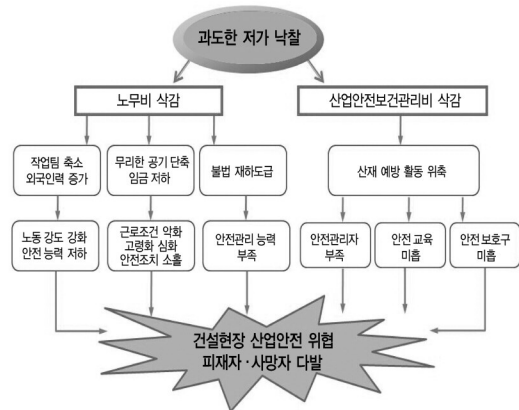 과도한 저가 낙찰
노무비 삭감
산업안전보건관리비 삭감
작업팀 축소
외국인력 증가
무리한 공기 단축
임금 저하
불법 재하도급
산재 예방 활동 위축
노동 강도 강화
안전 능력 저하
근로조건 악화
고령화 심화
안전조치 소홀
안전관리 능력
부족
안전관리자
부족
안전 교육
미흡
안전 보호구
미흡
건설현장 산업안전 위협
피재자·사망자 다발